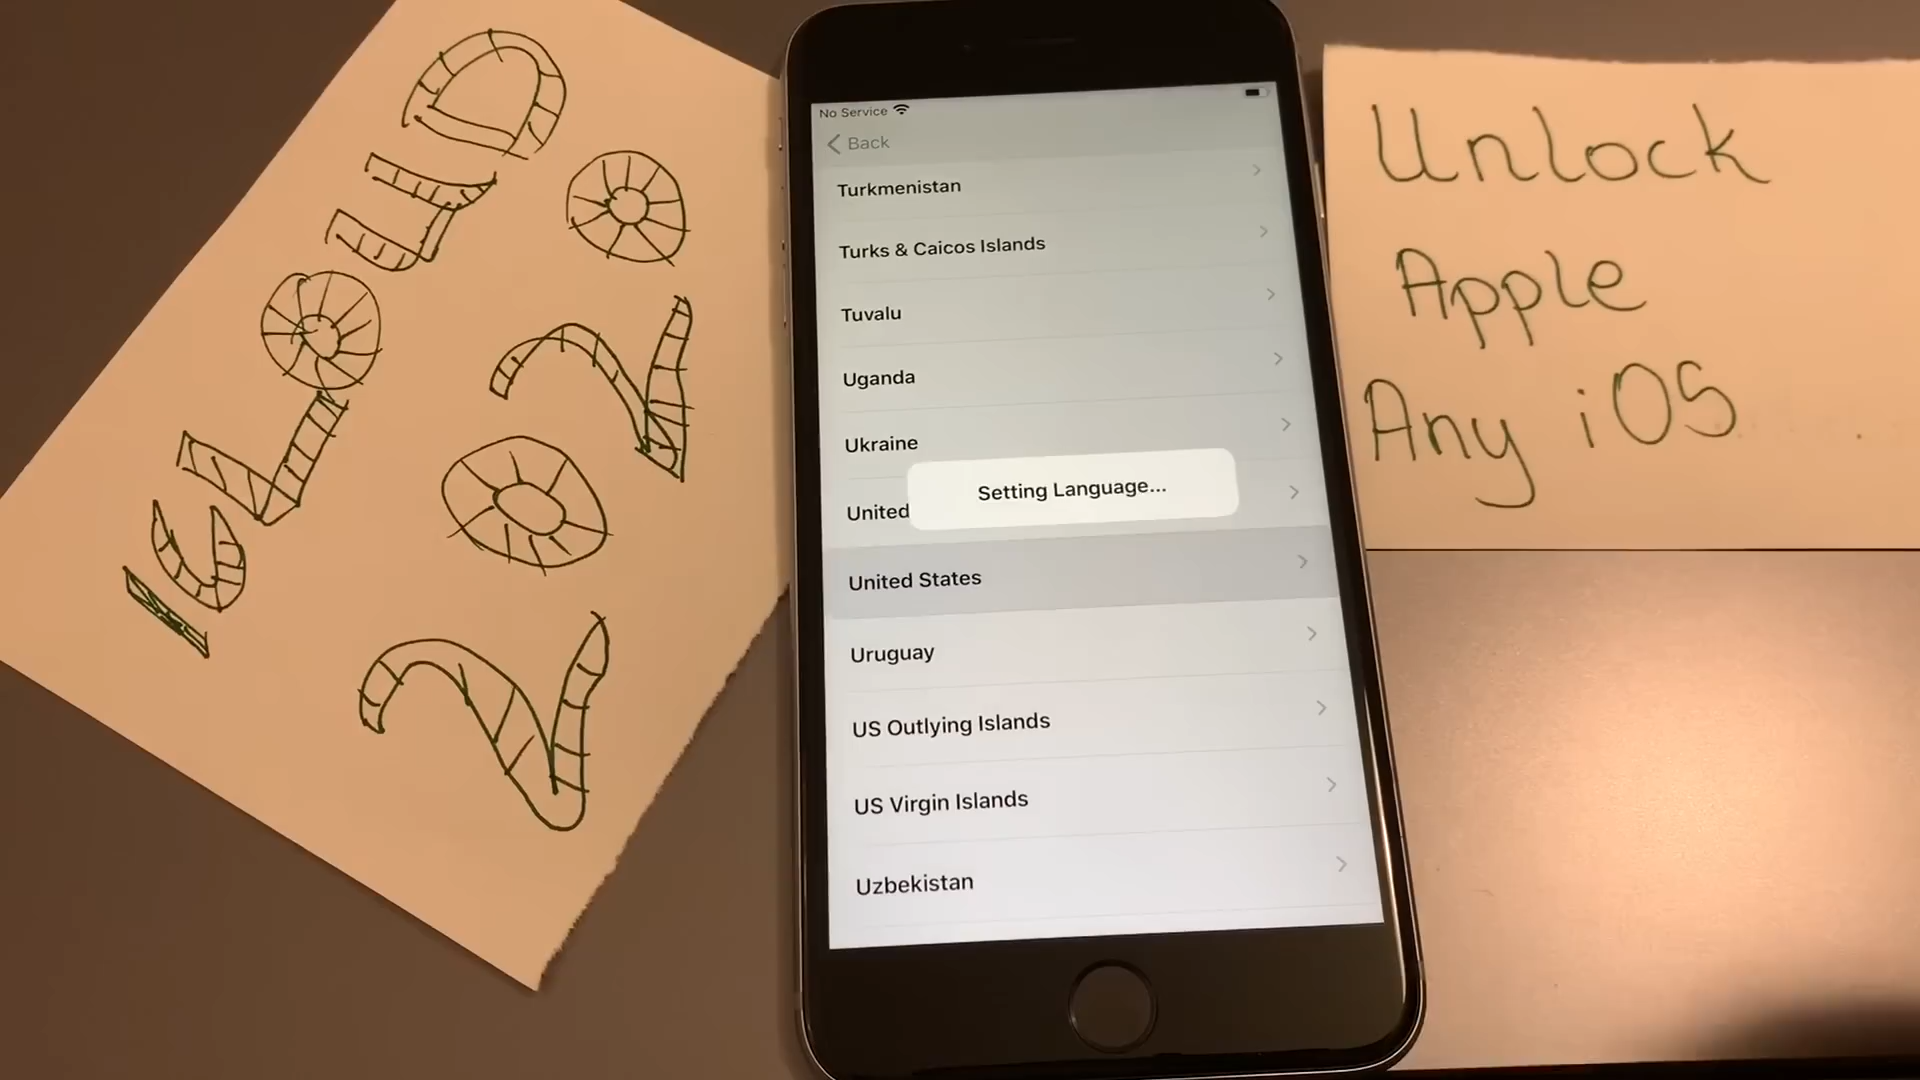 iCLOUD
2020
No Service
Back
Turkmenistan
Turks & Caicos Islands
Tuvalu
Uganda
Ukraine
United
Setting Language...
United States
Uruguay
US Outlying Islands
US Virgin Islands
Uzbekistan
Unlock
Apple
Any iOS